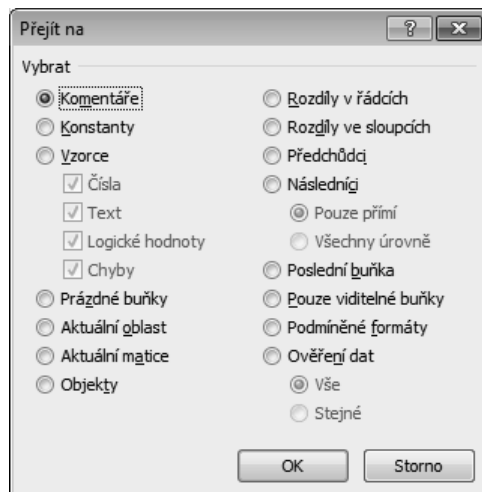 Přejít na
Vybrat
Komentáře
Konstanty
Vzorce
Čísla
Text
Logické hodnoty
Chyby
Prázdné buňky
Aktuální oblast
Aktuální matice
Objekty
Rozdíly v řádcích
Rozdíly ve sloupcích
Předchůdci
Následníci
Pouze přímí
Všechny úrovně
Poslední buňka
Pouze viditelné buňky
Podmíněné formáty
Ověření dat
Vše
Stejné
OK
Storno